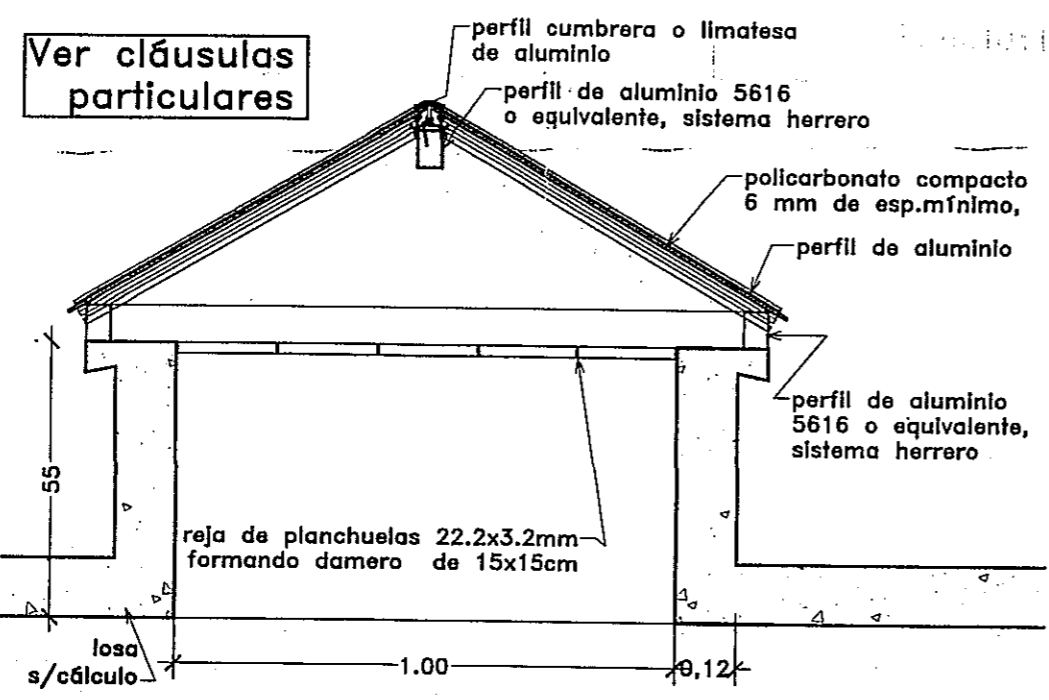 Ver cláusulas
particulares
perfil cumbrera o limatesa
de aluminio
perfil de aluminio 5616
o equivalente, sistema herrero
policarbonato compacto
6 mm de esp.mínimo,
perfil de aluminio
perfil de aluminio
5616 o equivalente,
sistema herrero
55
reja de planchuelas 22.2x3.2mm
formando damero de 15x15cm
losa
s/cálculo
1.00
0,12